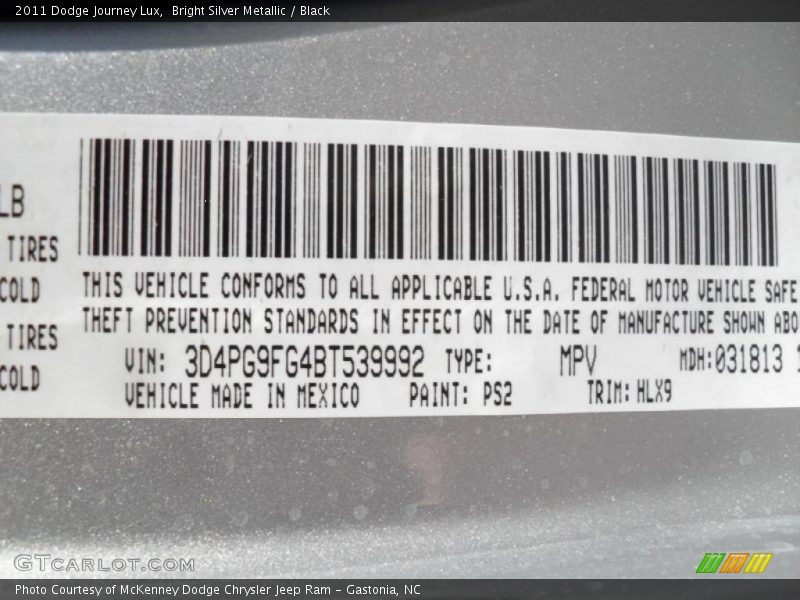 2011 Dodge Journey Lux,  Bright Silver Metallic / Black
LB
TIRES
COLD
TIRES
COLD
THIS VEHICLE CONFORMS TO ALL APPLICABLE U.S.A. FEDERAL MOTOR VEHICLE SAFE
THEFT PREVENTION STANDARDS IN EFFECT ON THE DATE OF MANUFACTURE SHOWN ABO
VIN: 3D4PG9FG4BT539992 TYPE: MPV MDH:031813 1
VEHICLE MADE IN MEXICO PAINT: PS2 TRIM: HLX9
GTCARLOT.COM
Photo Courtesy of McKenney Dodge Chrysler Jeep Ram – Gastonia, NC